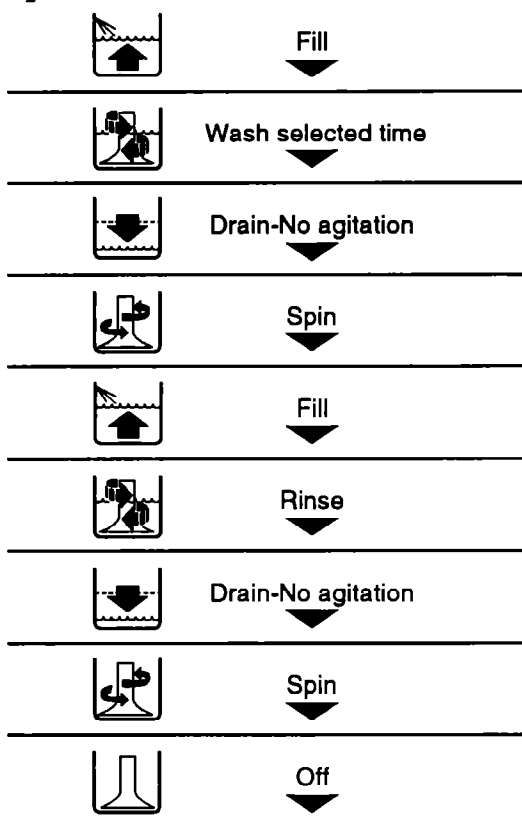 Fill
Wash selected time
Drain-No agitation
Spin
Fill
Rinse
Drain-No agitation
Spin
Off